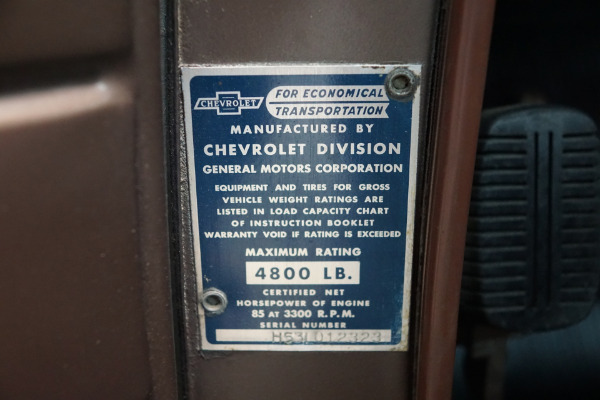 CHEVROLET
FOR ECONOMICAL
TRANSPORTATION
MANUFACTURED BY
CHEVROLET DIVISION
GENERAL MOTORS CORPORATION
EQUIPMENT AND TIRES FOR GROSS
VEHICLE WEIGHT RATINGS ARE
LISTED IN LOAD CAPACITY CHART
OF INSTRUCTION BOOKLET
WARRANTY VOID IF RATING IS EXCEEDED
MAXIMUM RATING
4800 LB.
CERTIFIED NET
HORSEPOWER OF ENGINE
85 AT 3300 R.P.M.
SERIAL NUMBER
H53L012323